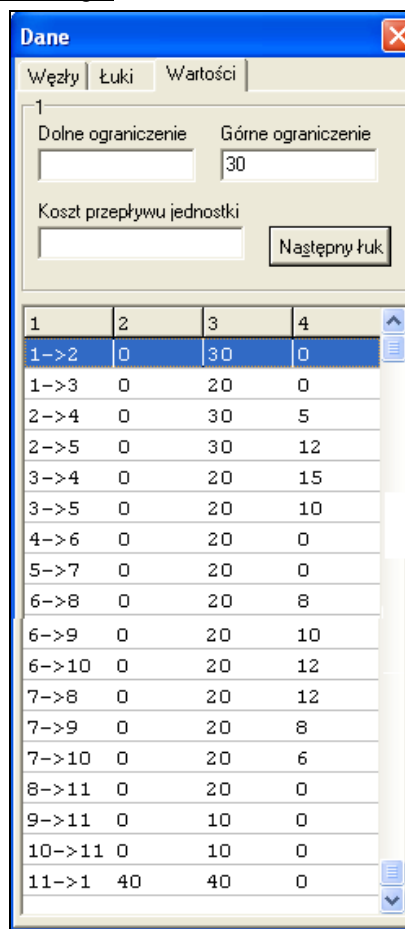 Dane
Węzły Łuki Wartości
1
Dolne ograniczenie Górne ograniczenie
30
Koszt przepływu jednostki
Następny łuk
1 2 3 4
1->2 0 30 0
1->3 0 20 0
2->4 0 30 5
2->5 0 30 12
3->4 0 20 15
3->5 0 20 10
4->6 0 20 0
5->7 0 20 0
6->8 0 20 8
6->9 0 20 10
6->10 0 20 12
7->8 0 20 12
7->9 0 20 8
7->10 0 20 6
8->11 0 20 0
9->11 0 10 0
10->11 0 10 0
11->1 40 40 0